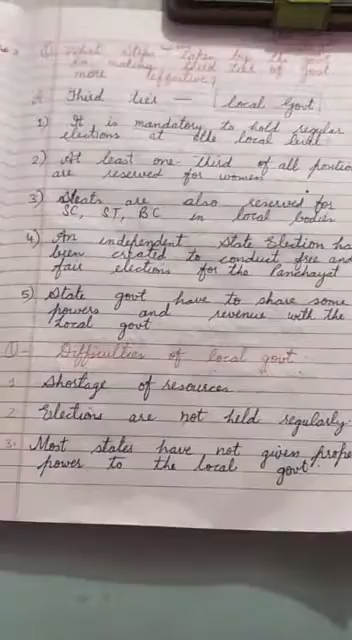 Q What steps taken by the govt
in making third tier of govt
more effective?
A. Third tier — Local Govt
1) It is mandatory to hold regular
elections at the local level
2) At least one-third of all position
are reserved for women
3) Seats are also reserved for
SC, ST, BC in local bodies
4) An independent State Election ha
been created to conduct free and
fair elections for the Panchayat
5) State govt have to share some
powers and revenue with the
local govt
Q- Difficulties of local govt.
1 Shortage of resources
2 Elections are not held regularly.
3. Most states have not given prope
power to the local govt.